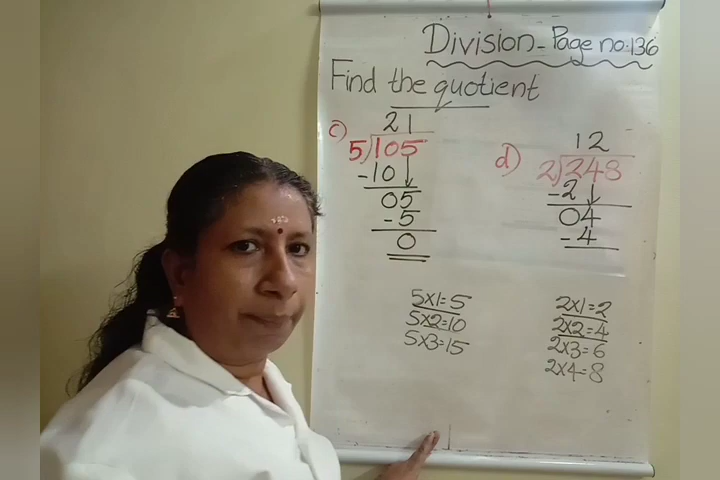 Division - Page no:136
Find the quotient
c)
21
5)105
-10
05
-5
0
5x1=5
5x2=10
5x3=15
d)
12
2)248
-2
04
-4
2x1=2
2x2=4
2x3=6
2x4=8